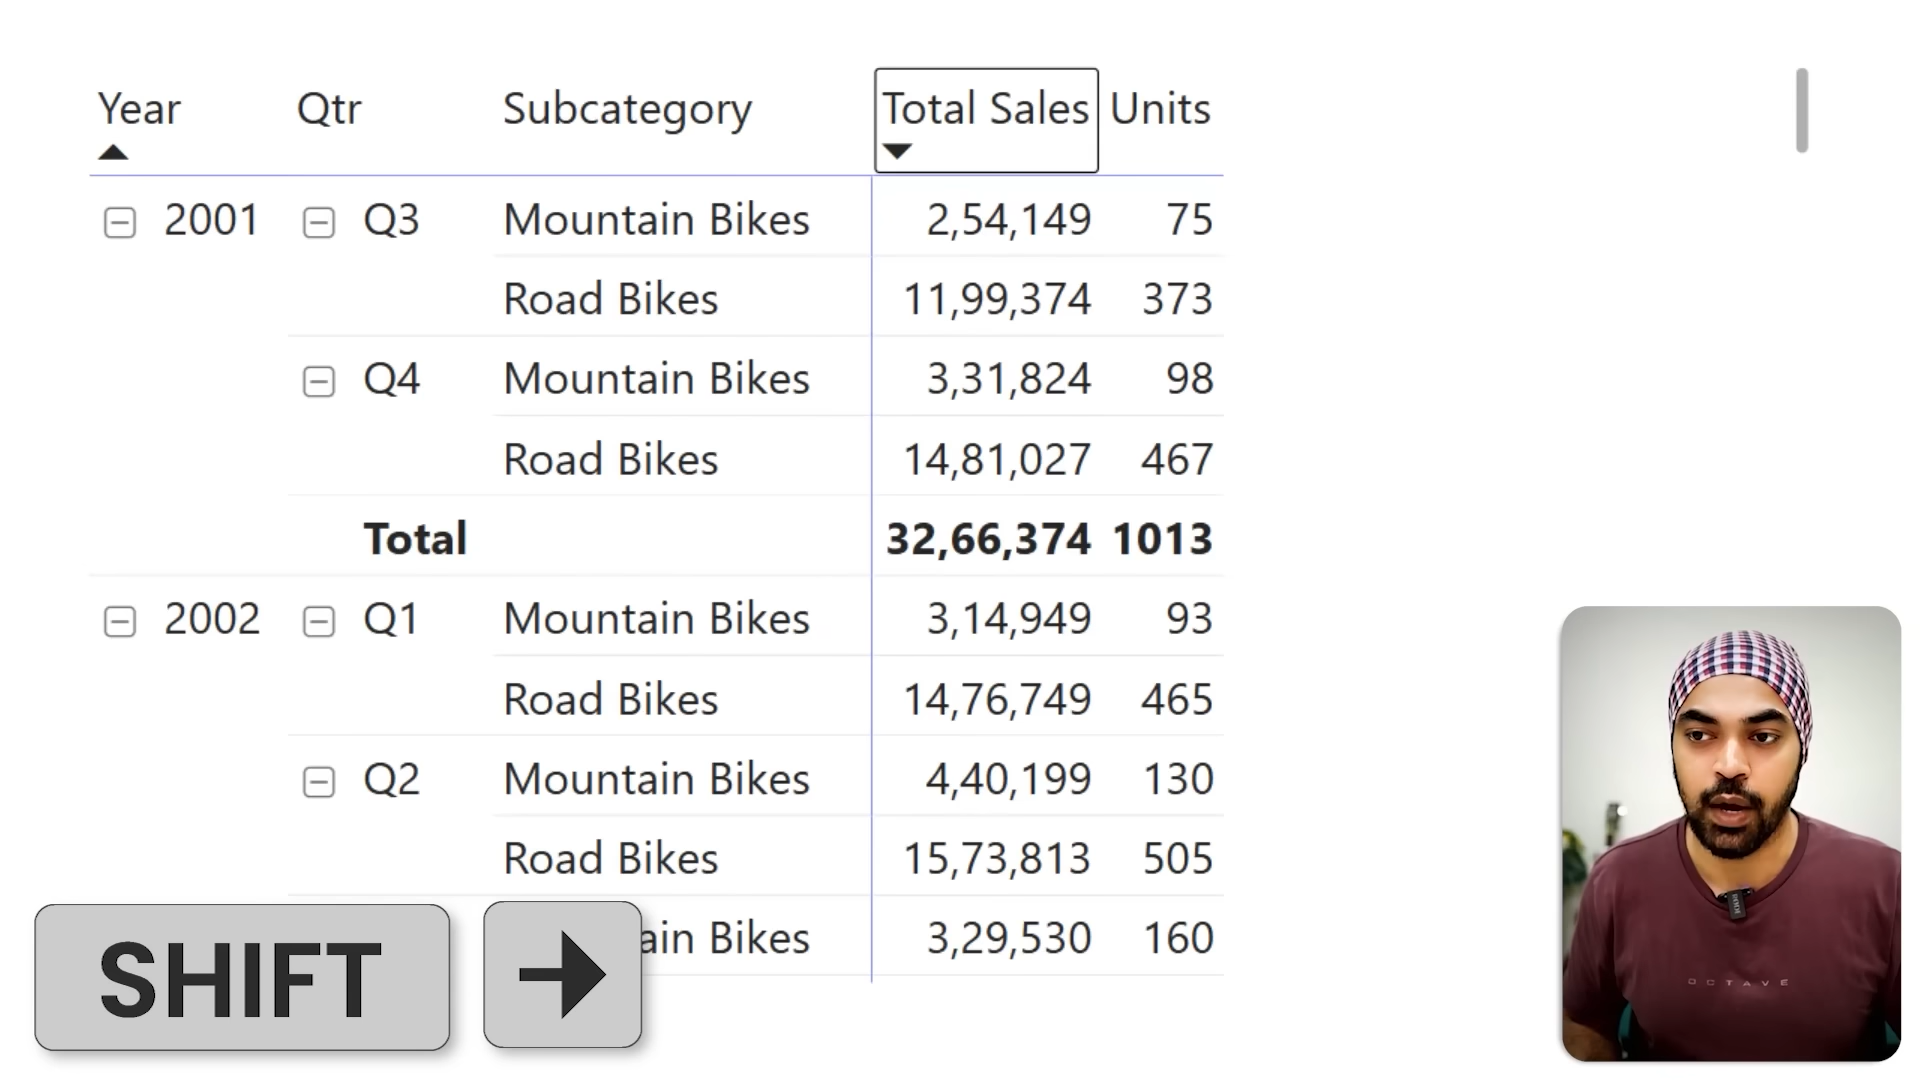 Year Qtr Subcategory Total Sales Units
2001 Q3 Mountain Bikes 2,54,149 75
Road Bikes 11,99,374 373
Q4 Mountain Bikes 3,31,824 98
Road Bikes 14,81,027 467
Total 32,66,374 1013
2002 Q1 Mountain Bikes 3,14,949 93
Road Bikes 14,76,749 465
Q2 Mountain Bikes 4,40,199 130
Road Bikes 15,73,813 505
ain Bikes 3,29,530 160
SHIFT
OCTAVE